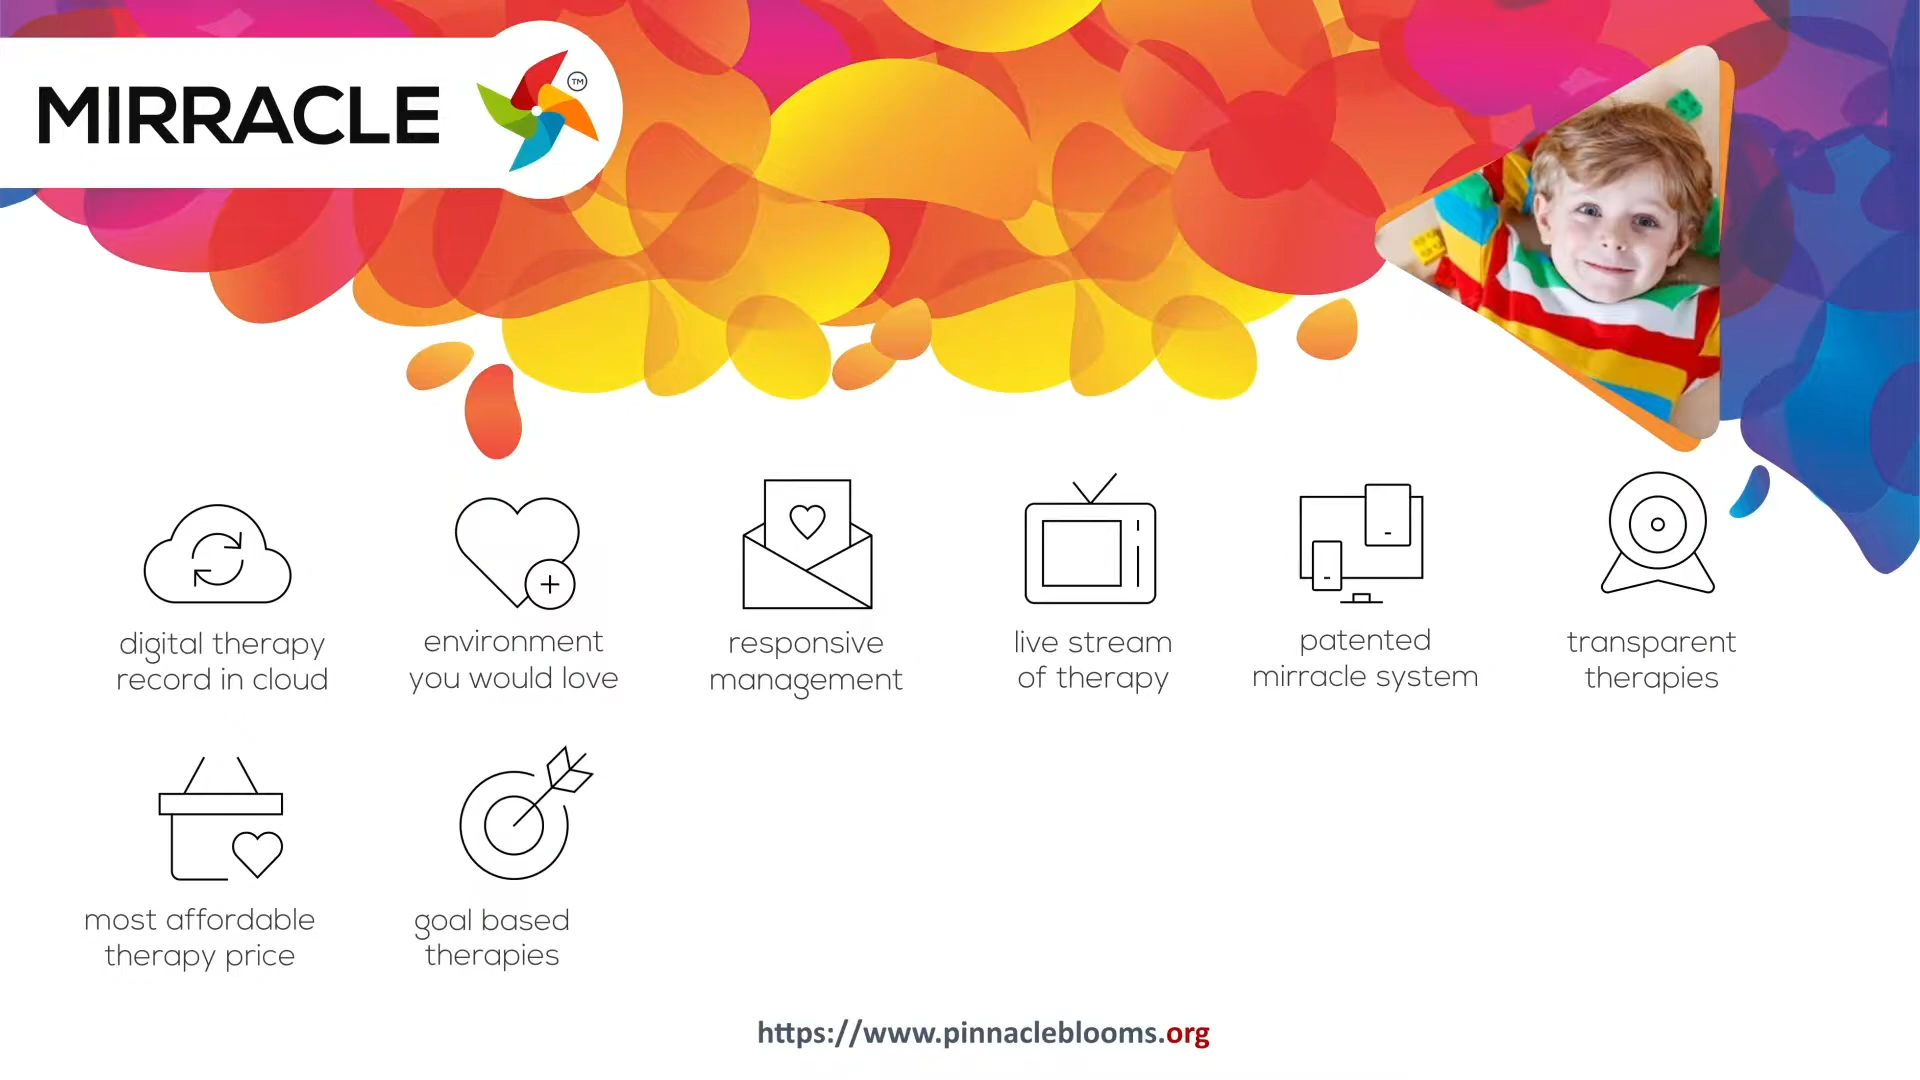 MIRRACLE
TM
digital therapy
record in cloud
environment
you would love
responsive
management
live stream
of therapy
patented
mirracle system
transparent
therapies
most affordable
therapy price
goal based
therapies
https://www.pinnacleblooms.org